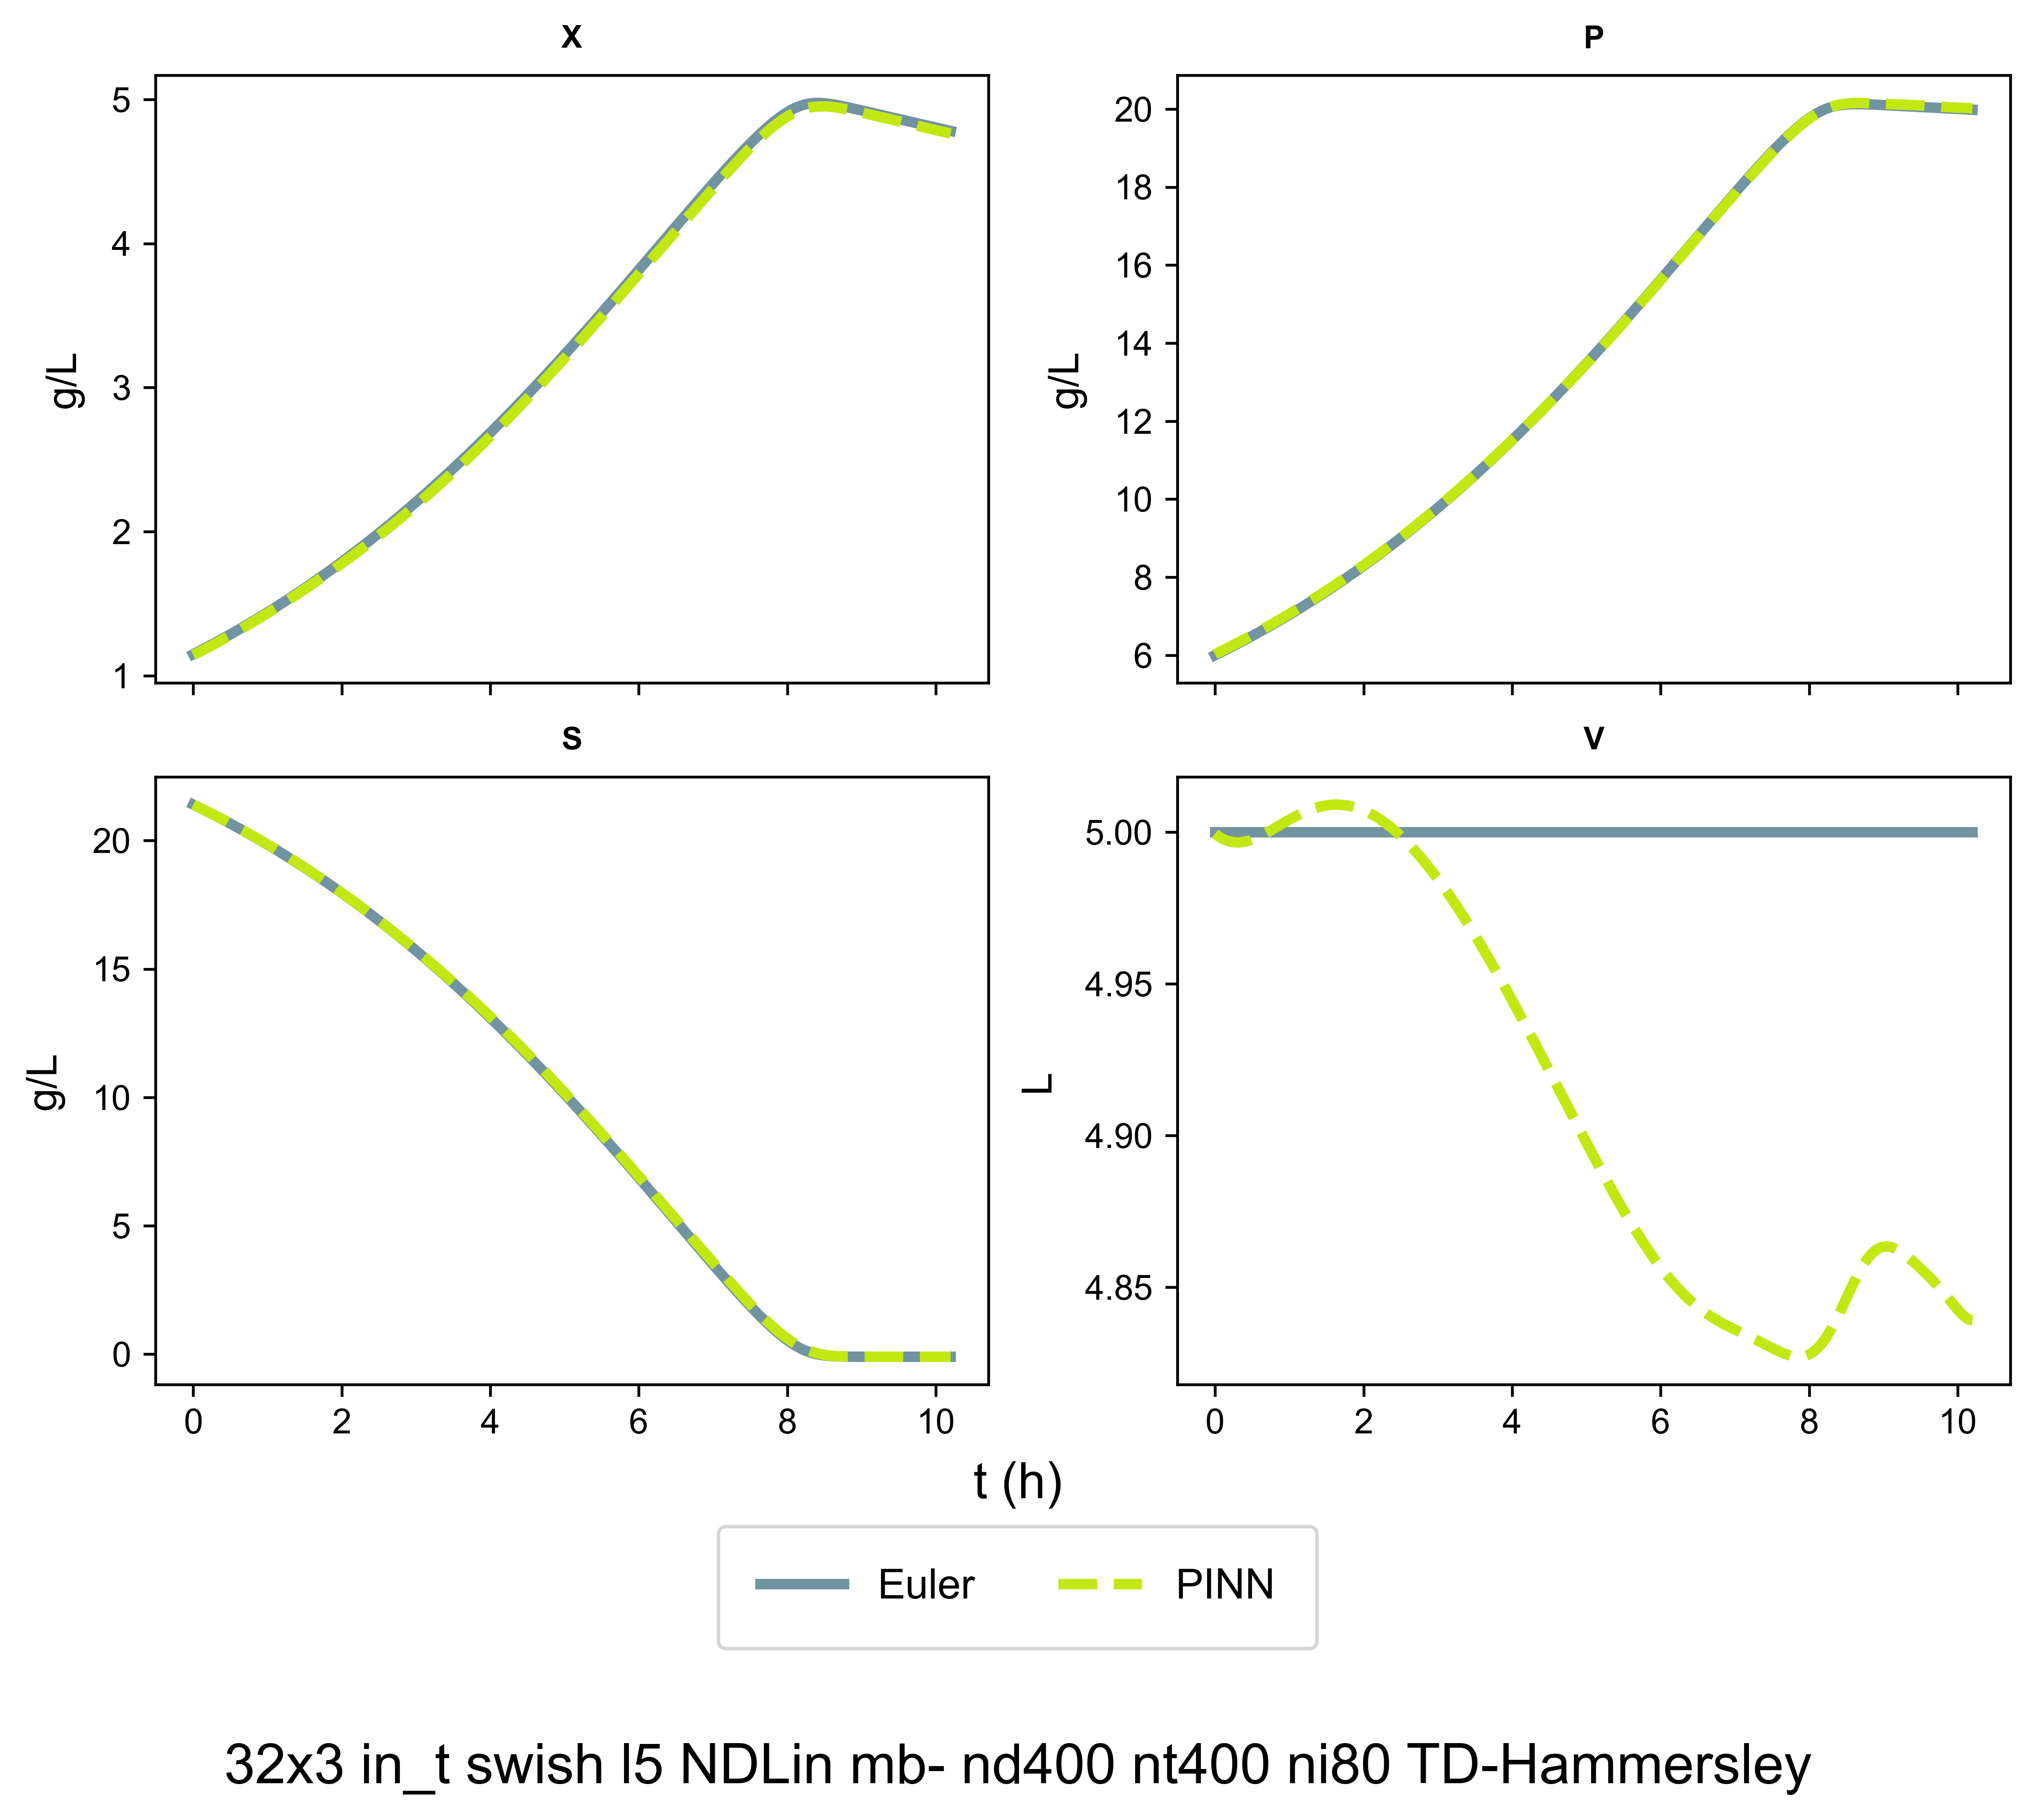 X
5
4
3
2
1
g/L
P
20
18
16
14
12
10
8
6
g/L
S
20
15
10
5
0
g/L
0 2 4 6 8 10
V
5.00
4.95
4.90
4.85
L
0 2 4 6 8 10
t (h)
Euler PINN
32x3 in_t swish l5 NDLin mb- nd400 nt400 ni80 TD-Hammersley